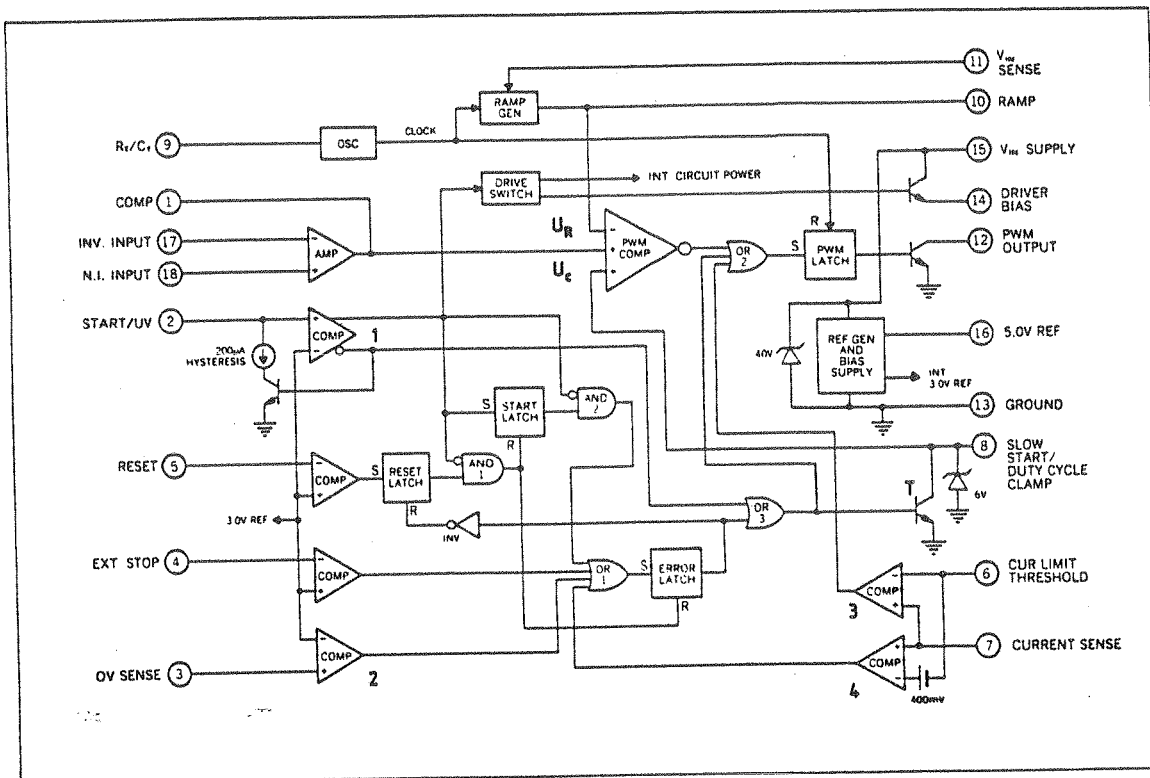 11 V_IN SENSE
RAMP GEN
10 RAMP
R_T/C_T 9
OSC
CLOCK
15 V_IN SUPPLY
COMP 1
DRIVE SWITCH
INT CIRCUIT POWER
14 DRIVER BIAS
INV. INPUT 17
U_R
R
12 PWM OUTPUT
AMP
PWM COMP
OR 2
S
PWM LATCH
N.I. INPUT 18
U_c
START/UV 2
COMP
1
16 5.0V REF
200µA HYSTERESIS
40V
REF GEN AND BIAS SUPPLY
INT 3.0V REF
S
START LATCH
AND 2
13 GROUND
R
8 SLOW START/ DUTY CYCLE CLAMP
RESET 5
COMP
S
RESET LATCH
AND 1
T
6V
R
OR 3
3.0V REF
INV
EXT STOP 4
COMP
OR 1
S
ERROR LATCH
R
6 CUR LIMIT THRESHOLD
COMP
3
COMP
2
7 CURRENT SENSE
OV SENSE 3
COMP
4
400mV